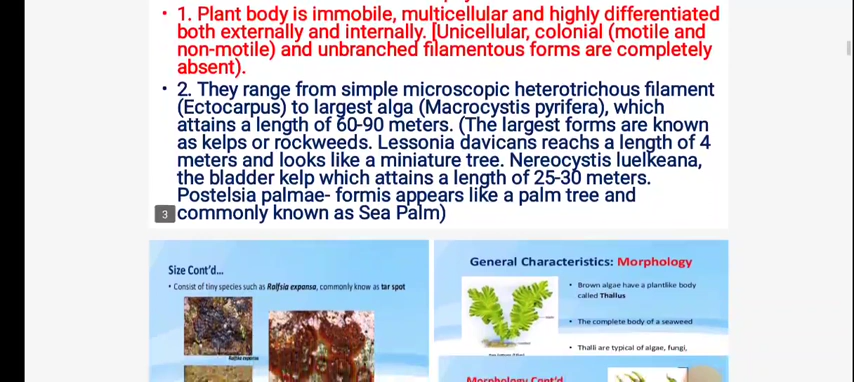 1. Plant body is immobile, multicellular and highly differentiated
both externally and internally. [Unicellular, colonial (motile and
non-motile) and unbranched filamentous forms are completely
absent).
2. They range from simple microscopic heterotrichous filament
(Ectocarpus) to largest alga (Macrocystis pyrifera), which
attains a length of 60-90 meters. (The largest forms are known
as kelps or rockweeds. Lessonia davicans reachs a length of 4
meters and looks like a miniature tree. Nereocystis luelkeana,
the bladder kelp which attains a length of 25-30 meters.
Postelsia palmae- formis appears like a palm tree and
commonly known as Sea Palm)
3
Size Cont'd...
• Consist of tiny species such as Ralfsia expansa, commonly know as tar spot
Ralfsia expansa
General Characteristics: Morphology
• Brown algae have a plantlike body
called Thallus
• The complete body of a seaweed
• Thalli are typical of algae, fungi,
Morphology Cont'd